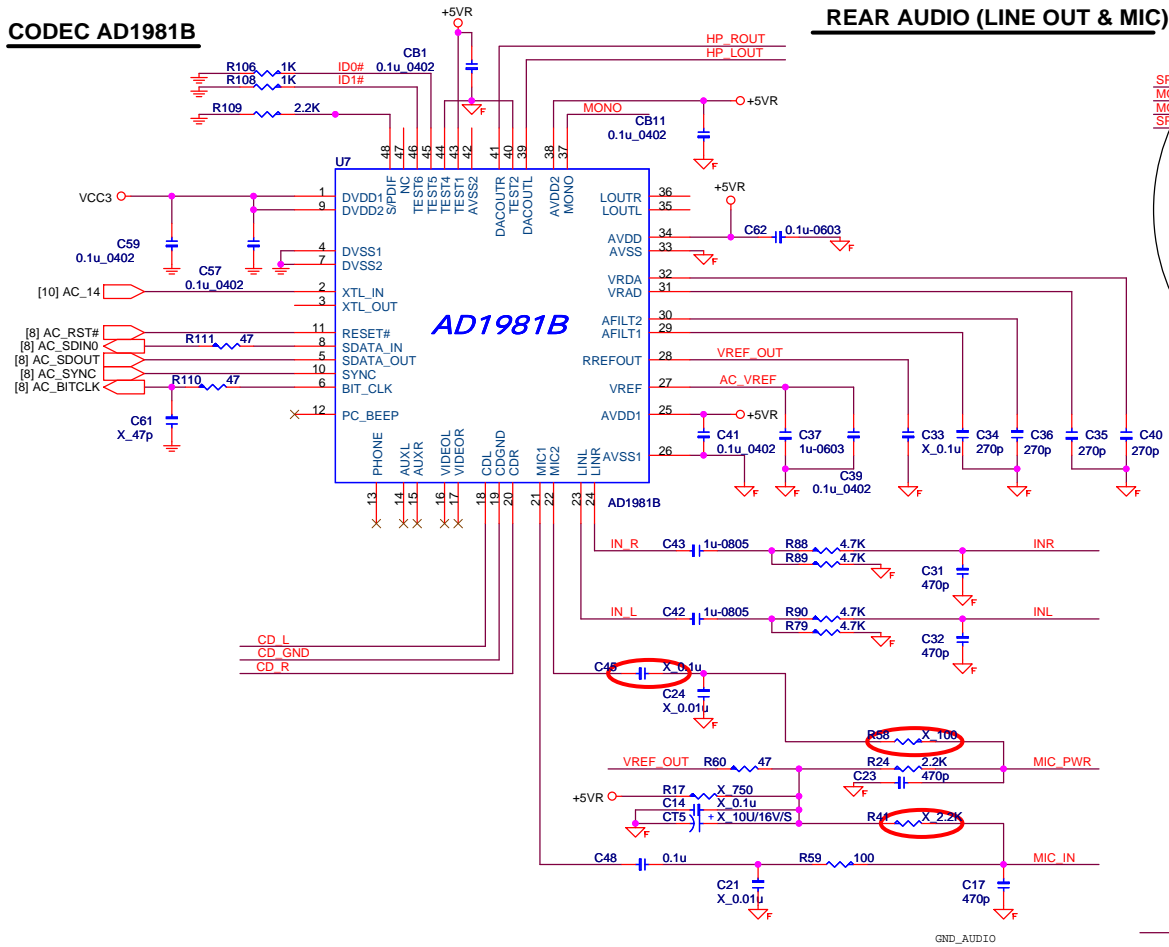 CODEC AD1981B
REAR AUDIO (LINE OUT & MIC)
+5VR
HP_ROUT
HP_LOUT
CB1
0.1u_0402
R106 1K ID0#
R108 1K ID1#
R109 2.2K
MONO
+5VR
CB11
0.1u_0402
SP
MO
MO
SP
48 47 46 45 44 43 42 41 40 39 38 37
U7
S/PDIF
NC
TEST6
TEST5
TEST4
TEST1
AVSS2
DACOUTR
TEST2
DACOUTL
AVDD2
MONO
VCC3
1 DVDD1
9 DVDD2
4 DVSS1
7 DVSS2
2 XTL_IN
3 XTL_OUT
11 RESET#
8 SDATA_IN
5 SDATA_OUT
10 SYNC
6 BIT_CLK
12 PC_BEEP
C59
0.1u_0402
C57
0.1u_0402
[10] AC_14
[8] AC_RST#
[8] AC_SDIN0
[8] AC_SDOUT
[8] AC_SYNC
[8] AC_BITCLK
R111 47
R110 47
C61
X_47p
AD1981B
LOUTR 36
LOUTL 35
AVDD 34
AVSS 33
VRDA 32
VRAD 31
AFILT2 30
AFILT1 29
RREFOUT 28
VREF 27
AVDD1 25
AVSS1 26
+5VR
C62 0.1u-0603
VREF_OUT
AC_VREF
+5VR
C41
0.1u_0402
C37
1u-0603
C39
0.1u_0402
C33
X_0.1u
C34
270p
C36
270p
C35
270p
C40
270p
F
F
F
F
F
F
F
F
F
F
PHONE
AUXL
AUXR
VIDEOL
VIDEOR
CDL
CDGND
CDR
MIC1
MIC2
LINL
LINR
13 14 15 16 17 18 19 20 21 22 23 24
AD1981B
IN_R C43 1u-0805 R88 4.7K INR
R89 4.7K
F
C31
470p
F
IN_L C42 1u-0805 R90 4.7K INL
R79 4.7K
F
C32
470p
F
CD_L
CD_GND
CD_R
C45 X_0.1u
C24
X_0.01u
F
R58 X_100
VREF_OUT R60 47
R24 2.2K MIC_PWR
C23 470p
F
+5VR
R17 X_750
C14 X_0.1u
CT5 + X_10U/16V/S
F
R41 X_2.2K
C48 0.1u R59 100 MIC_IN
C21
X_0.01u
F
C17
470p
F
GND_AUDIO